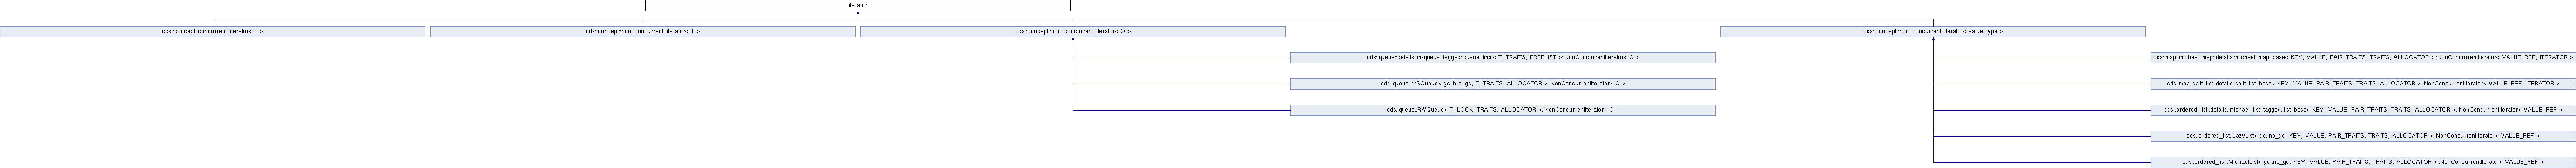 iterator
cds::concept::concurrent_iterator< T >
cds::concept::non_concurrent_iterator< T >
cds::concept::non_concurrent_iterator< Q >
cds::concept::non_concurrent_iterator< value_type >
cds::queue::details::msqueue_tagged::queue_impl< T, TRAITS, FREELIST >::NonConcurrentIterator< Q >
cds::map::michael_map::details::michael_map_base< KEY, VALUE, PAIR_TRAITS, TRAITS, ALLOCATOR >::NonConcurrentIterator< VALUE_REF, ITERATOR >
cds::queue::MSQueue< gc::hrc_gc, T, TRAITS, ALLOCATOR >::NonConcurrentIterator< Q >
cds::map::split_list::details::split_list_base< KEY, VALUE, PAIR_TRAITS, TRAITS, ALLOCATOR >::NonConcurrentIterator< VALUE_REF, ITERATOR >
cds::queue::RWQueue< T, LOCK, TRAITS, ALLOCATOR >::NonConcurrentIterator< Q >
cds::ordered_list::details::michael_list_tagged::list_base< KEY, VALUE, PAIR_TRAITS, TRAITS, ALLOCATOR >::NonConcurrentIterator< VALUE_REF >
cds::ordered_list::LazyList< gc::no_gc, KEY, VALUE, PAIR_TRAITS, TRAITS, ALLOCATOR >::NonConcurrentIterator< VALUE_REF >
cds::ordered_list::MichaelList< gc::no_gc, KEY, VALUE, PAIR_TRAITS, TRAITS, ALLOCATOR >::NonConcurrentIterator< VALUE_REF >